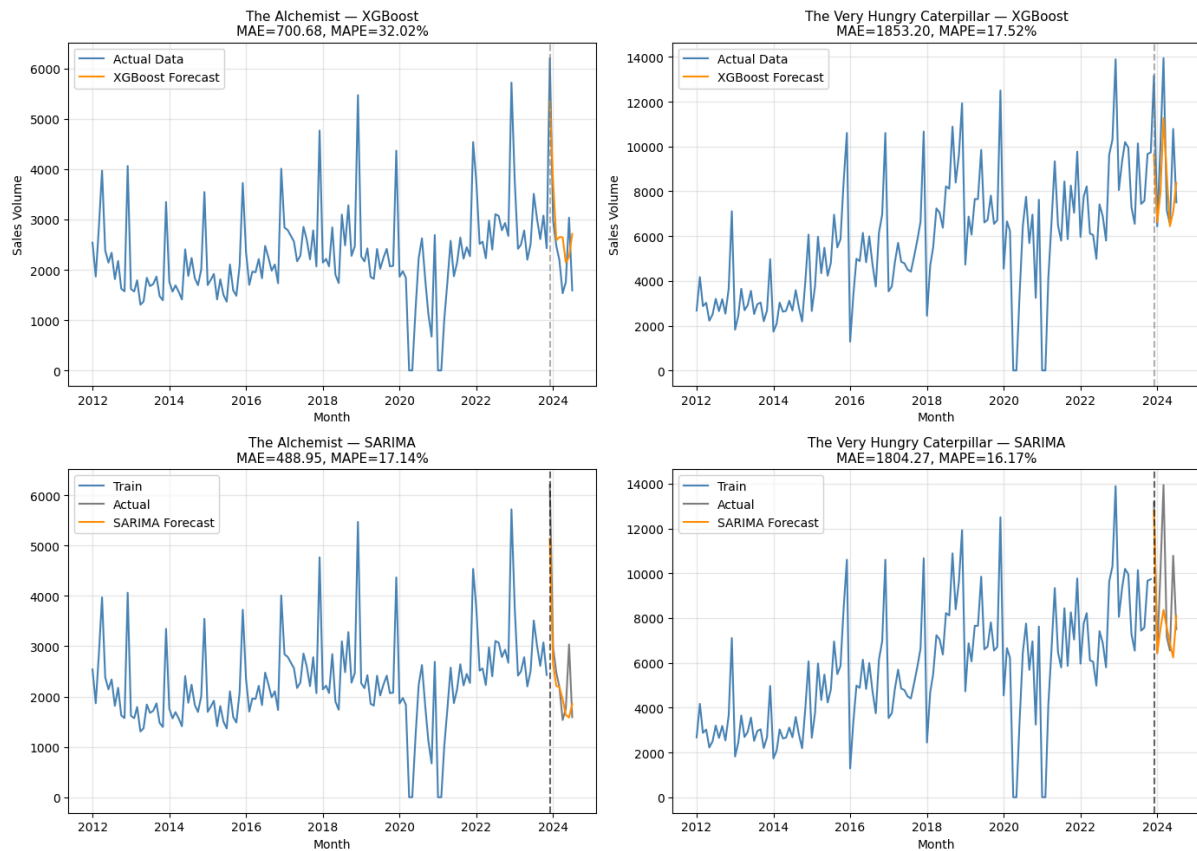 The Alchemist — XGBoost
MAE=700.68, MAPE=32.02%
Actual Data
XGBoost Forecast
Sales Volume
6000
5000
4000
3000
2000
1000
0
2012 2014 2016 2018 2020 2022 2024
Month
The Very Hungry Caterpillar — XGBoost
MAE=1853.20, MAPE=17.52%
Actual Data
XGBoost Forecast
Sales Volume
14000
12000
10000
8000
6000
4000
2000
0
2012 2014 2016 2018 2020 2022 2024
Month
The Alchemist — SARIMA
MAE=488.95, MAPE=17.14%
Train
Actual
SARIMA Forecast
6000
5000
4000
3000
2000
1000
0
2012 2014 2016 2018 2020 2022 2024
Month
The Very Hungry Caterpillar — SARIMA
MAE=1804.27, MAPE=16.17%
Train
Actual
SARIMA Forecast
14000
12000
10000
8000
6000
4000
2000
0
2012 2014 2016 2018 2020 2022 2024
Month